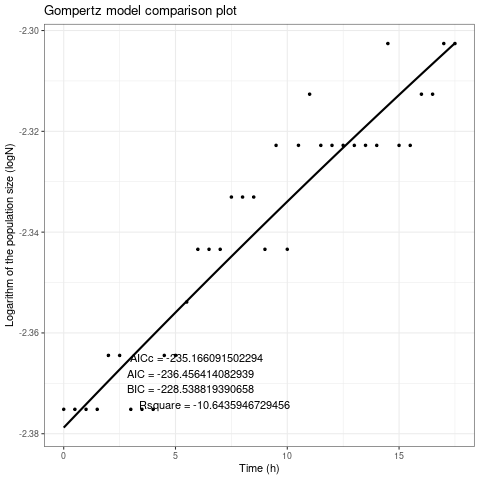 Gompertz model comparison plot
-2.30
-2.32
-2.34
-2.36
-2.38
Logarithm of the population size (logN)
AICc = -235.166091502294
AIC = -236.456414082939
BIC = -228.538819390658
Rsquare = -10.6435946729456
0
5
10
15
Time (h)